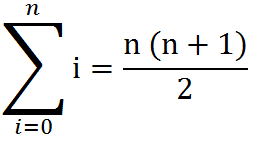 n
∑ i = n (n + 1)
2
i=0